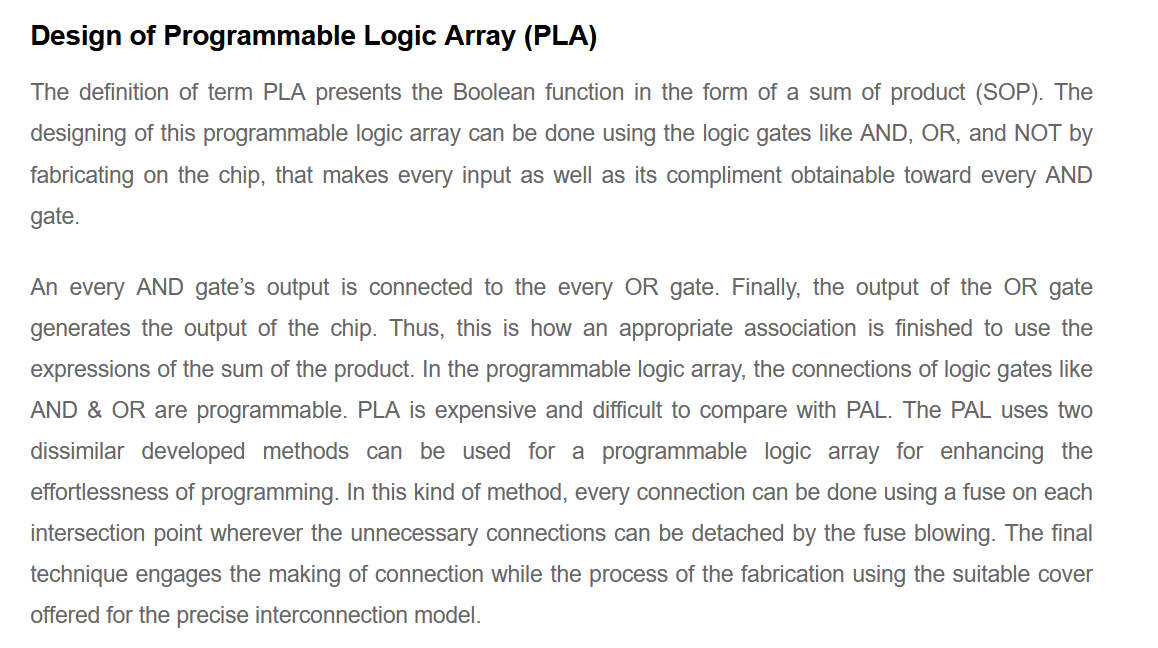 Design of Programmable Logic Array (PLA)
The definition of term PLA presents the Boolean function in the form of a sum of product (SOP). The
designing of this programmable logic array can be done using the logic gates like AND, OR, and NOT by
fabricating on the chip, that makes every input as well as its compliment obtainable toward every AND
gate.
An every AND gate’s output is connected to the every OR gate. Finally, the output of the OR gate
generates the output of the chip. Thus, this is how an appropriate association is finished to use the
expressions of the sum of the product. In the programmable logic array, the connections of logic gates like
AND & OR are programmable. PLA is expensive and difficult to compare with PAL. The PAL uses two
dissimilar developed methods can be used for a programmable logic array for enhancing the
effortlessness of programming. In this kind of method, every connection can be done using a fuse on each
intersection point wherever the unnecessary connections can be detached by the fuse blowing. The final
technique engages the making of connection while the process of the fabrication using the suitable cover
offered for the precise interconnection model.